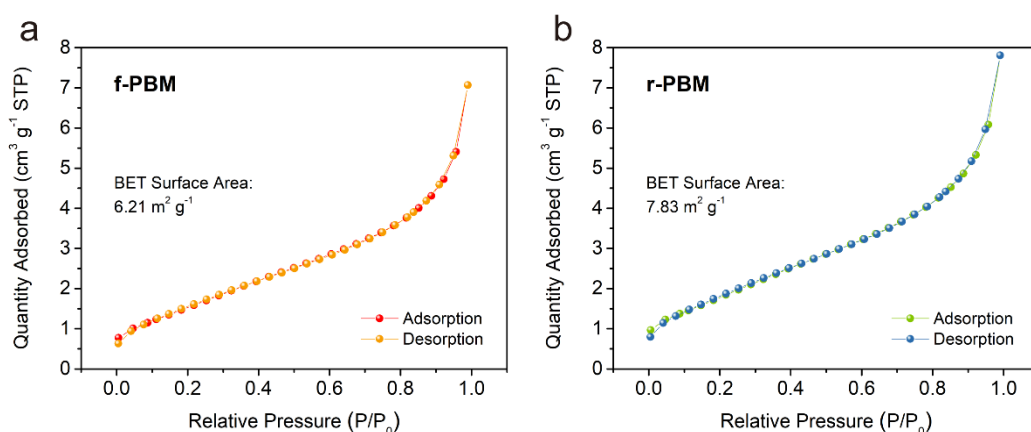 a
Quantity Adsorbed (cm³ g⁻¹ STP)
8
7
6
5
4
3
2
1
0
f-PBM
BET Surface Area:
6.21 m² g⁻¹
Adsorption
Desorption
0.0 0.2 0.4 0.6 0.8 1.0
Relative Pressure (P/P₀)
b
Quantity Adsorbed (cm³ g⁻¹ STP)
8
7
6
5
4
3
2
1
0
r-PBM
BET Surface Area:
7.83 m² g⁻¹
Adsorption
Desorption
0.0 0.2 0.4 0.6 0.8 1.0
Relative Pressure (P/P₀)